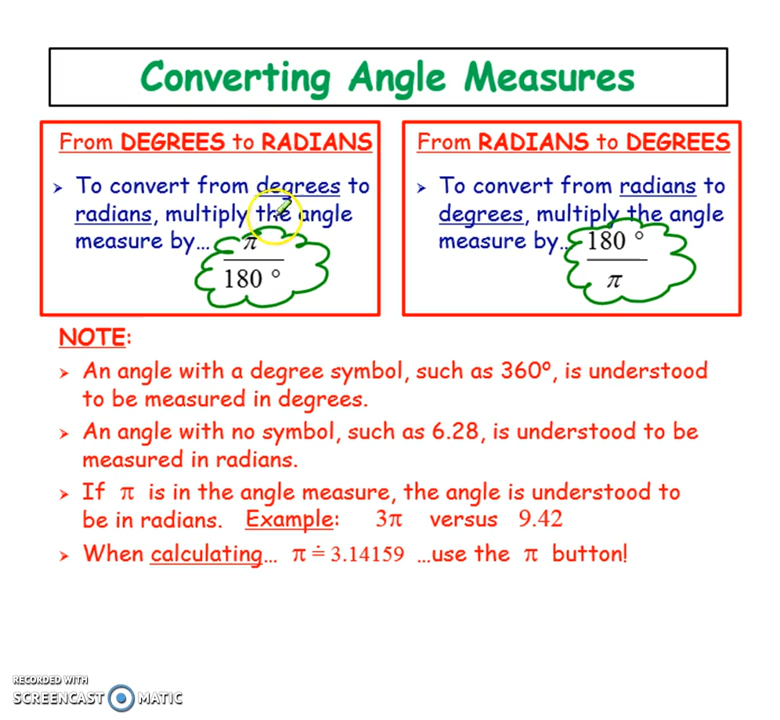 Converting Angle Measures
From DEGREES to RADIANS
➢ To convert from degrees to
radians, multiply the angle
measure by...
π
180 °
From RADIANS to DEGREES
➢ To convert from radians to
degrees, multiply the angle
measure by...
180 °
π
NOTE:
➢ An angle with a degree symbol, such as 360°, is understood
to be measured in degrees.
➢ An angle with no symbol, such as 6.28, is understood to be
measured in radians.
➢ If π is in the angle measure, the angle is understood to
be in radians. Example: 3π versus 9.42
➢ When calculating... π ≐ 3.14159 ...use the π button!
RECORDED WITH
SCREENCAST MATIC